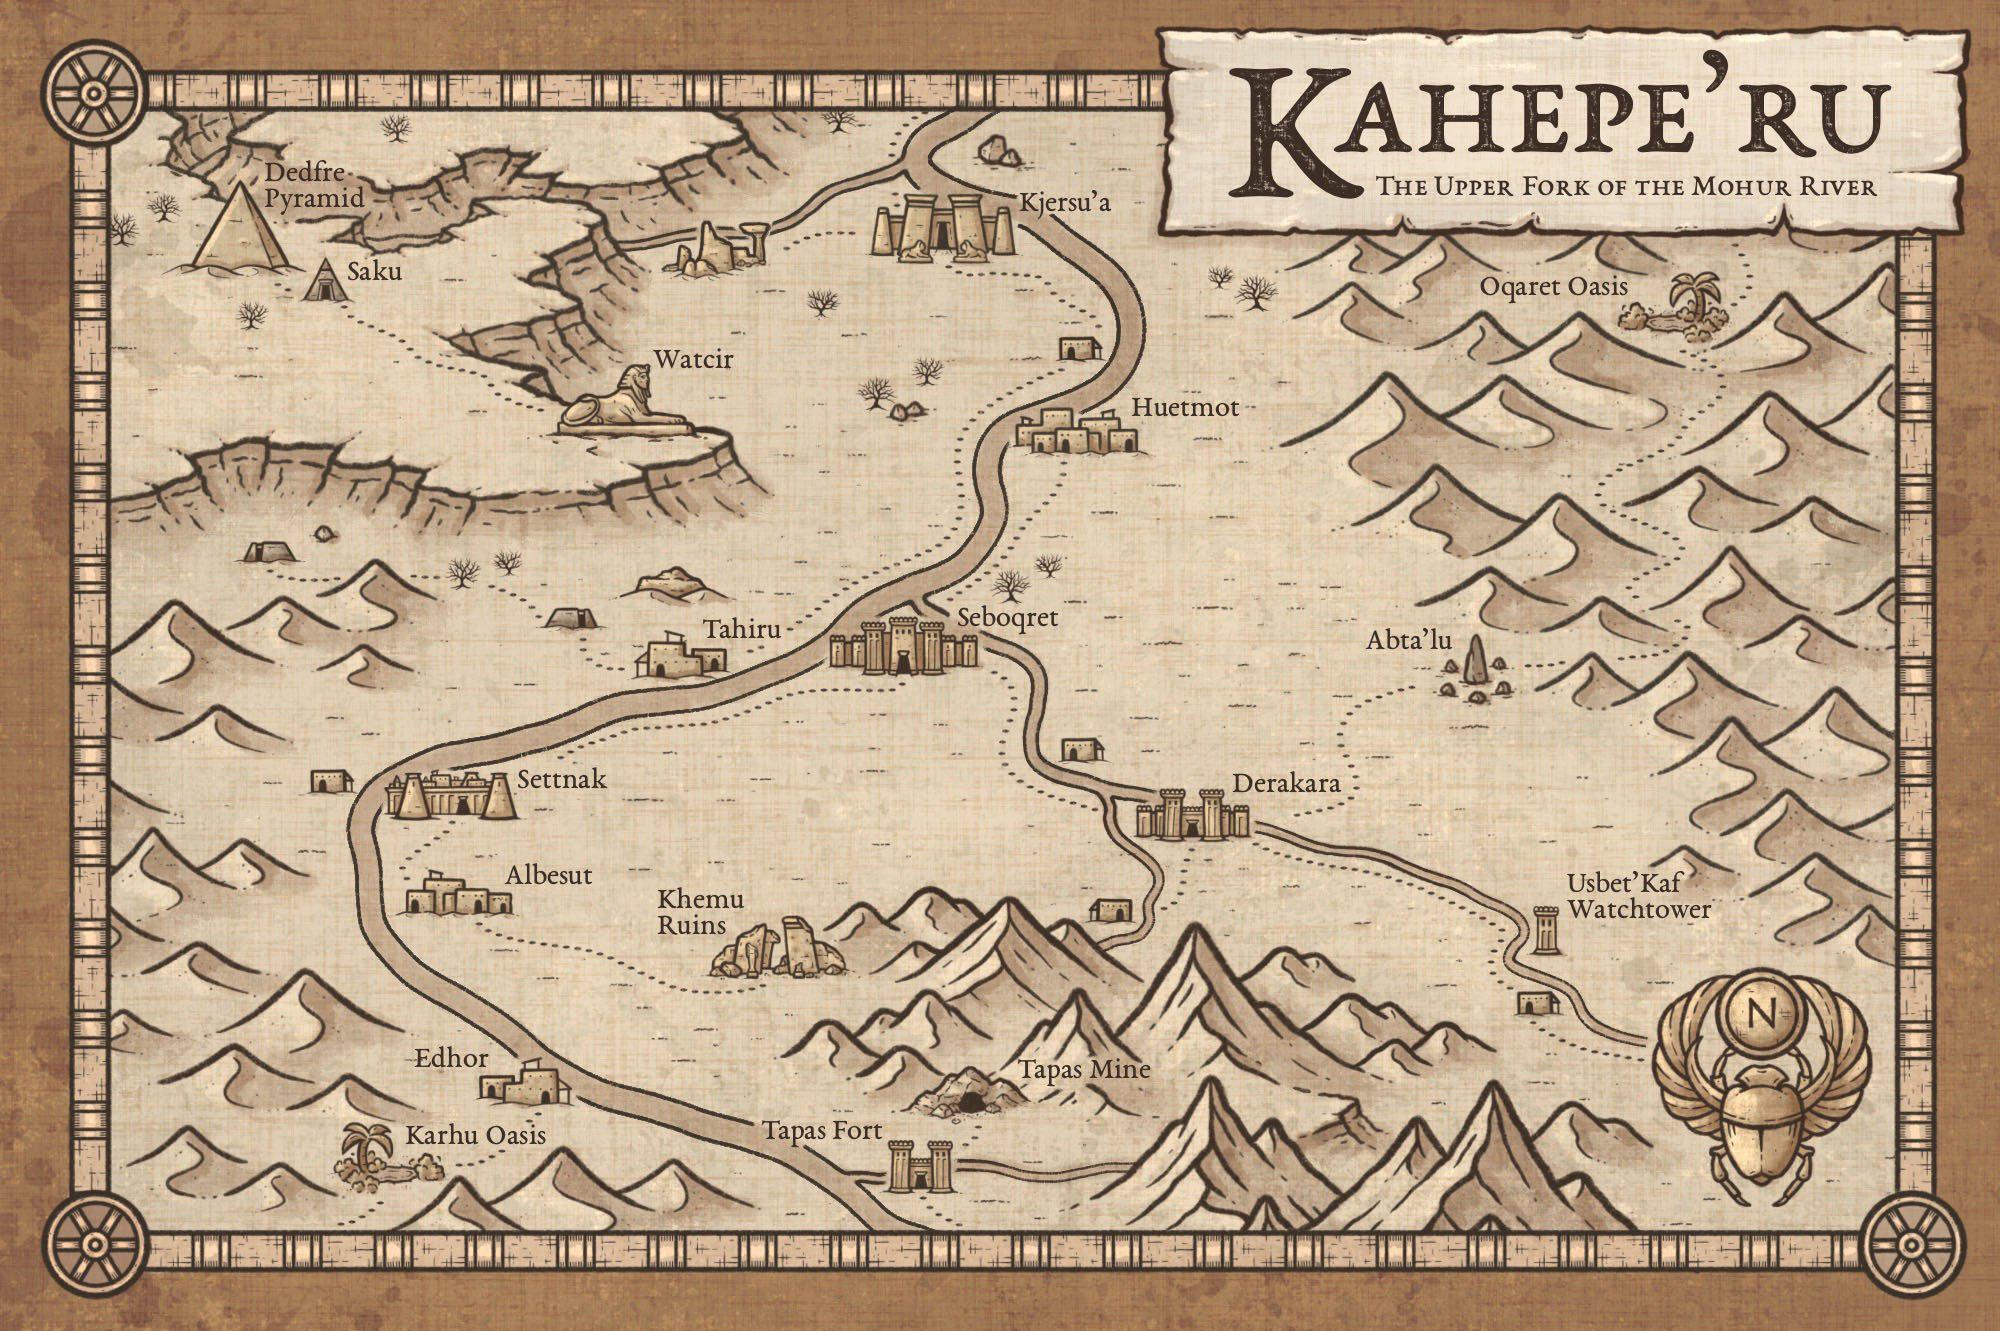 Kahepe'ru
The Upper Fork of the Mohur River
Dedfre
Pyramid
Saku
Kjersu'a
Oqaret Oasis
Watcir
Huetmot
Tahiru
Seboqret
Abta'lu
Settnak
Derakara
Albesut
Khemu
Ruins
Usbet'Kaf
Watchtower
N
Edhor
Tapas Mine
Karhu Oasis
Tapas Fort